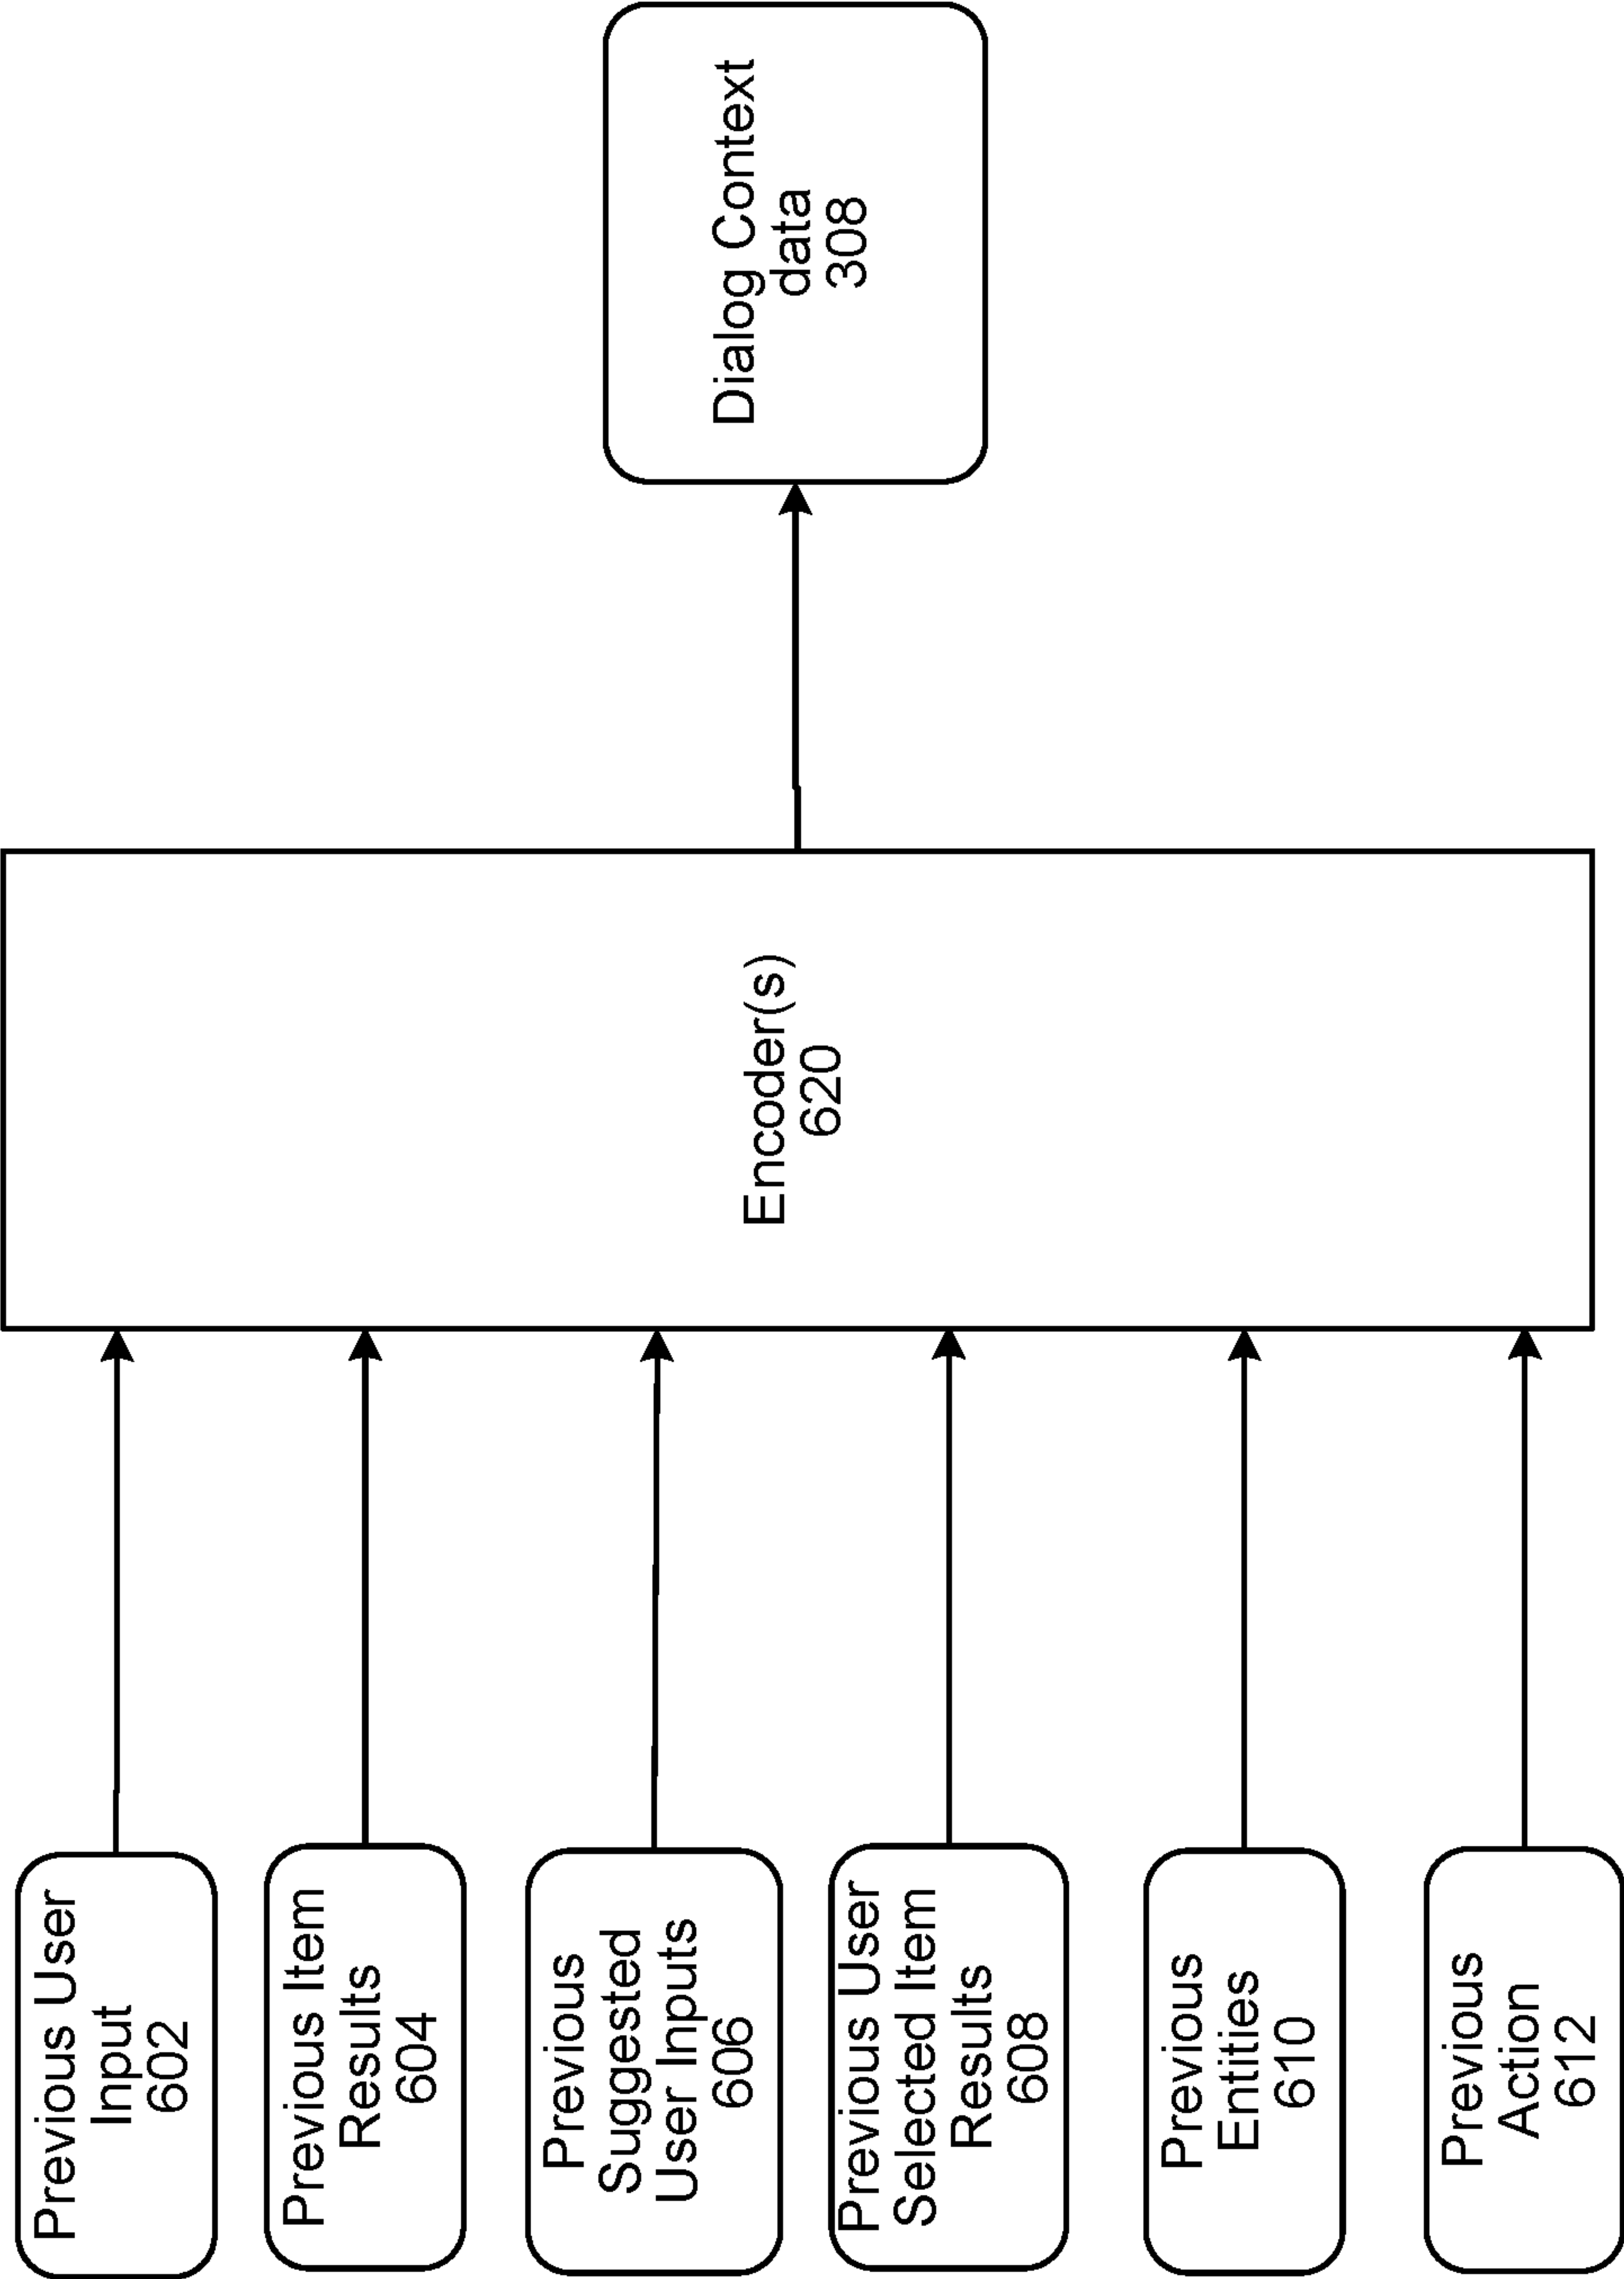 Previous User
Input
602
Previous Item
Results
604
Previous
Suggested
User Inputs
606
Previous User
Selected Item
Results
608
Previous
Entities
610
Previous
Action
612
Encoder(s)
620
Dialog Context
data
308